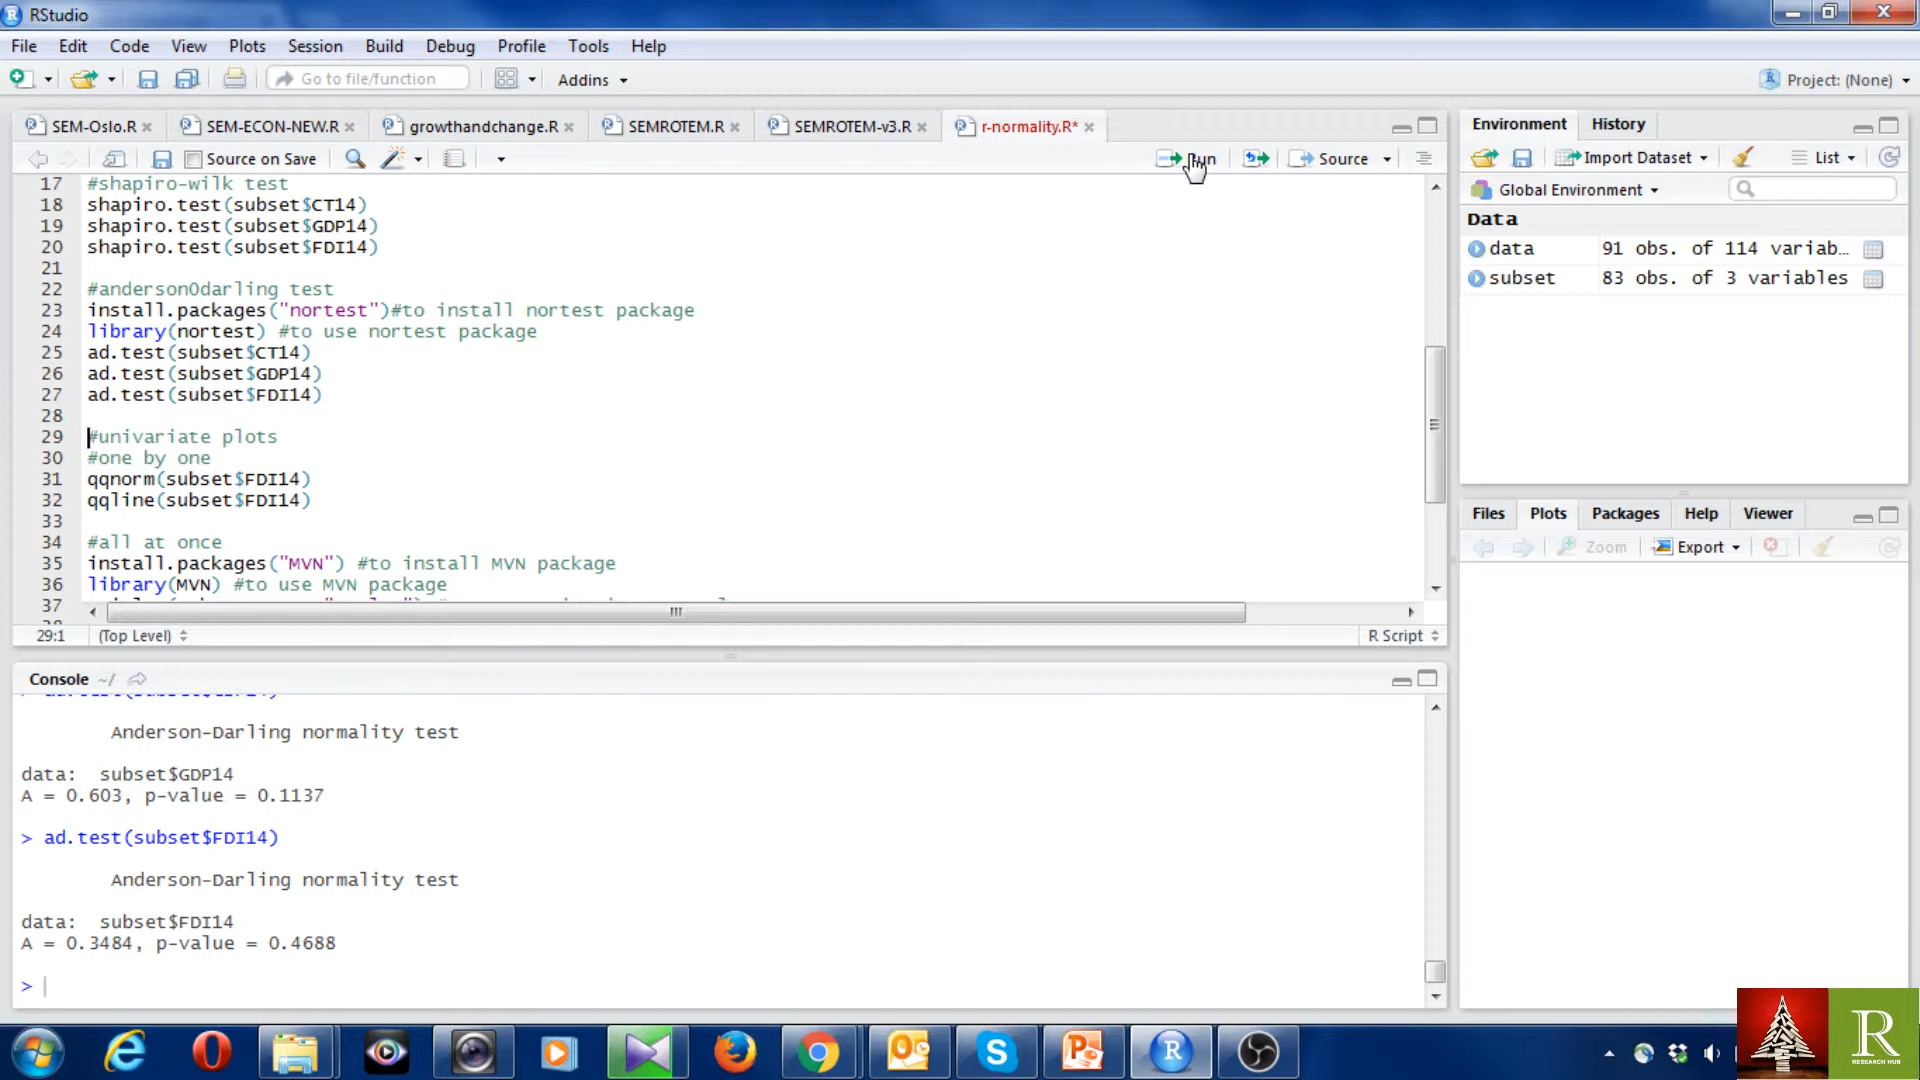 RStudio
File Edit Code View Plots Session Build Debug Profile Tools Help
Go to file/function Addins Project: (None)
SEM-Oslo.R SEM-ECON-NEW.R growthandchange.R SEMROTEM.R SEMROTEM-v3.R r-normality.R*
Source on Save Run Source
17 #shapiro-wilk test
18 shapiro.test(subset$CT14)
19 shapiro.test(subset$GDP14)
20 shapiro.test(subset$FDI14)
21
22 #anderson0darling test
23 install.packages("nortest")#to install nortest package
24 library(nortest) #to use nortest package
25 ad.test(subset$CT14)
26 ad.test(subset$GDP14)
27 ad.test(subset$FDI14)
28
29 #univariate plots
30 #one by one
31 qqnorm(subset$FDI14)
32 qqline(subset$FDI14)
33
34 #all at once
35 install.packages("MVN") #to install MVN package
36 library(MVN) #to use MVN package
37
29:1 (Top Level) R Script
Console ~/
Anderson-Darling normality test
data: subset$GDP14
A = 0.603, p-value = 0.1137
> ad.test(subset$FDI14)
Anderson-Darling normality test
data: subset$FDI14
A = 0.3484, p-value = 0.4688
>
Environment History
Import Dataset List
Global Environment
Data
data 91 obs. of 114 variab…
subset 83 obs. of 3 variables
Files Plots Packages Help Viewer
Zoom Export
R
RESEARCH HUB